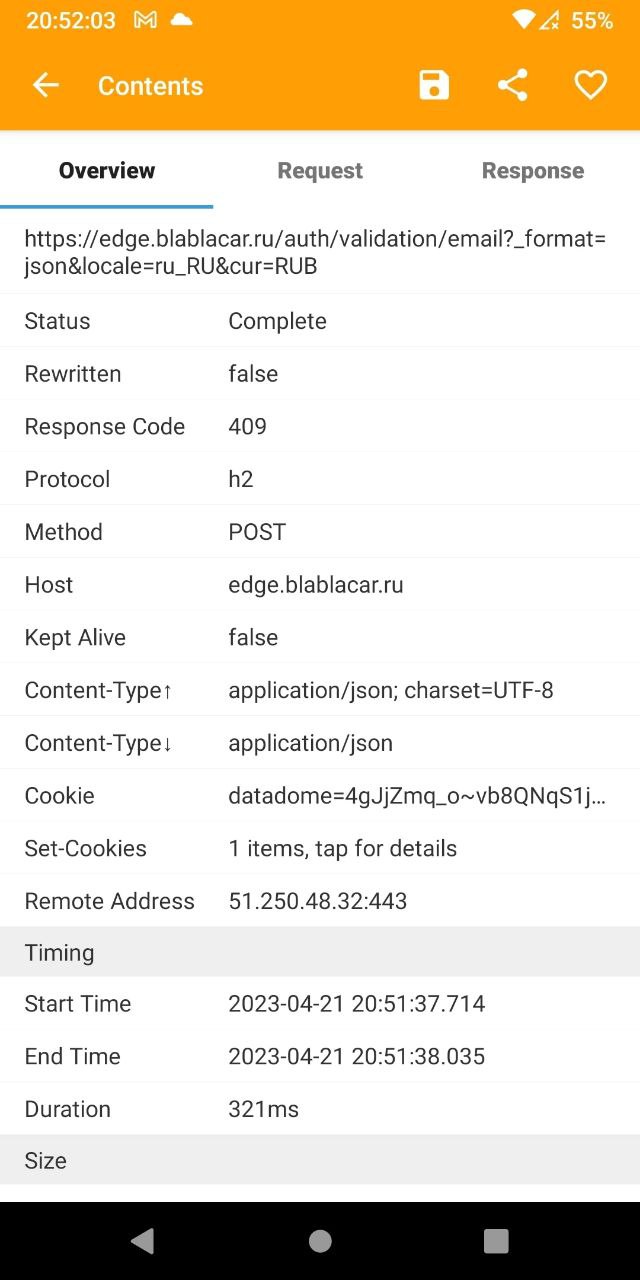 20:52:03 55%
Contents
Overview Request Response
https://edge.blablacar.ru/auth/validation/email?_format=
json&locale=ru_RU&cur=RUB
Status Complete
Rewritten false
Response Code 409
Protocol h2
Method POST
Host edge.blablacar.ru
Kept Alive false
Content-Type↑ application/json; charset=UTF-8
Content-Type↓ application/json
Cookie datadome=4gJjZmq_o~vb8QNqS1j...
Set-Cookies 1 items, tap for details
Remote Address 51.250.48.32:443
Timing
Start Time 2023-04-21 20:51:37.714
End Time 2023-04-21 20:51:38.035
Duration 321ms
Size